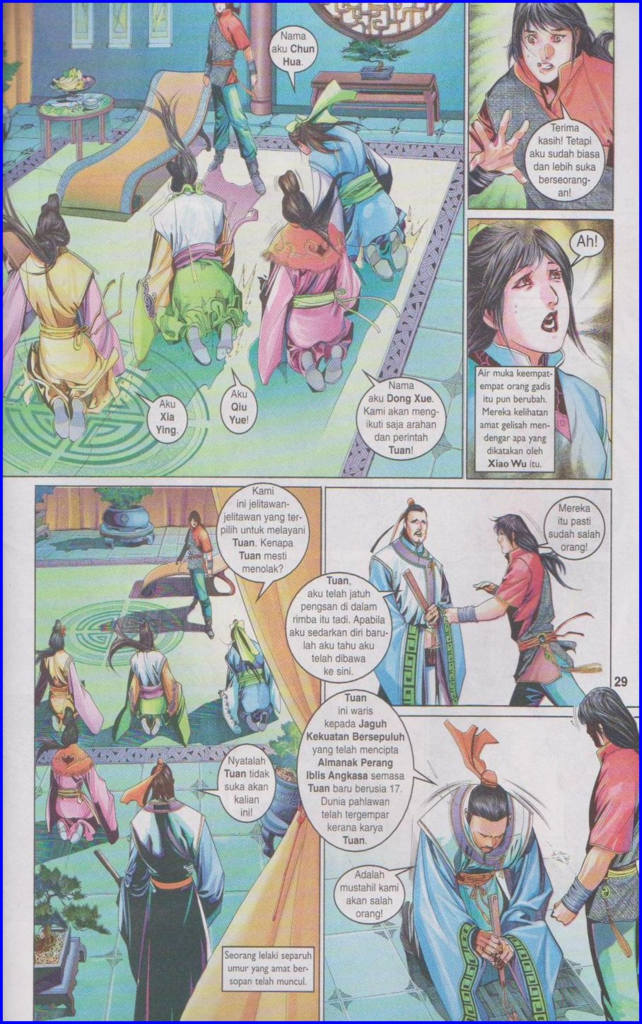 Nama
aku Chun
Hua.
Terima
kasih! Tetapi
aku sudah biasa
dan lebih suka
berseorang-
an!
Aku
Xia
Ying.
Aku
Qiu
Yue!
Nama
aku Dong Xue.
Kami akan meng-
ikuti saja arahan
dan perintah
Tuan!
Ah!
Air muka keempat-
empat orang gadis
itu pun berubah.
Mereka kelihatan
amat gelisah men-
dengar apa yang
dikatakan oleh
Xiao Wu itu.
Kami
ini jelitawan-
jelitawan yang ter-
pilih untuk melayani
Tuan. Kenapa
Tuan mesti
menolak?
Nyatalah
Tuan tidak
suka akan
kalian
ini!
Seorang lelaki separuh
umur yang amat ber-
sopan telah muncul.
Mereka
itu pasti
sudah salah
orang!
Tuan,
aku telah jatuh
pengsan di dalam
rimba itu tadi. Apabila
aku sedarkan diri baru-
lah aku tahu aku
telah dibawa
ke sini.
29
Tuan
ini waris
kepada Jaguh
Kekuatan Bersepuluh
yang telah mencipta
Almanak Perang
Iblis Angkasa semasa
Tuan baru berusia 17.
Dunia pahlawan
telah tergempar
kerana karya
Tuan.
Adalah
mustahil kami
akan salah
orang!